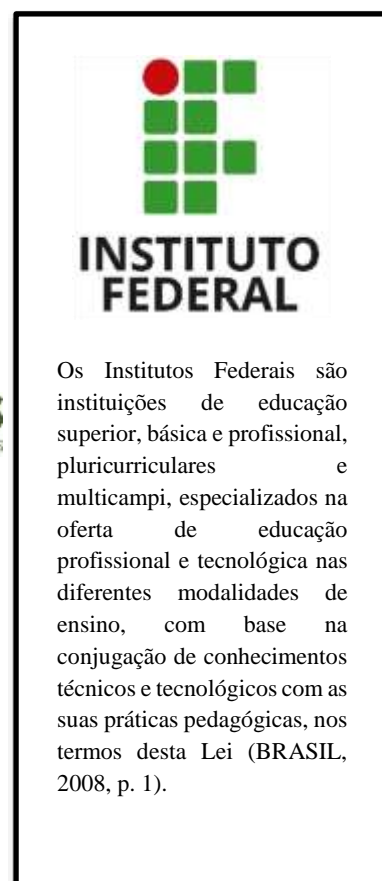 INSTITUTO
FEDERAL
Os Institutos Federais são
instituições de educação
superior, básica e profissional,
pluricurriculares e
multicampi, especializados na
oferta de educação
profissional e tecnológica nas
diferentes modalidades de
ensino, com base na
conjugação de conhecimentos
técnicos e tecnológicos com as
suas práticas pedagógicas, nos
termos desta Lei (BRASIL,
2008, p. 1).